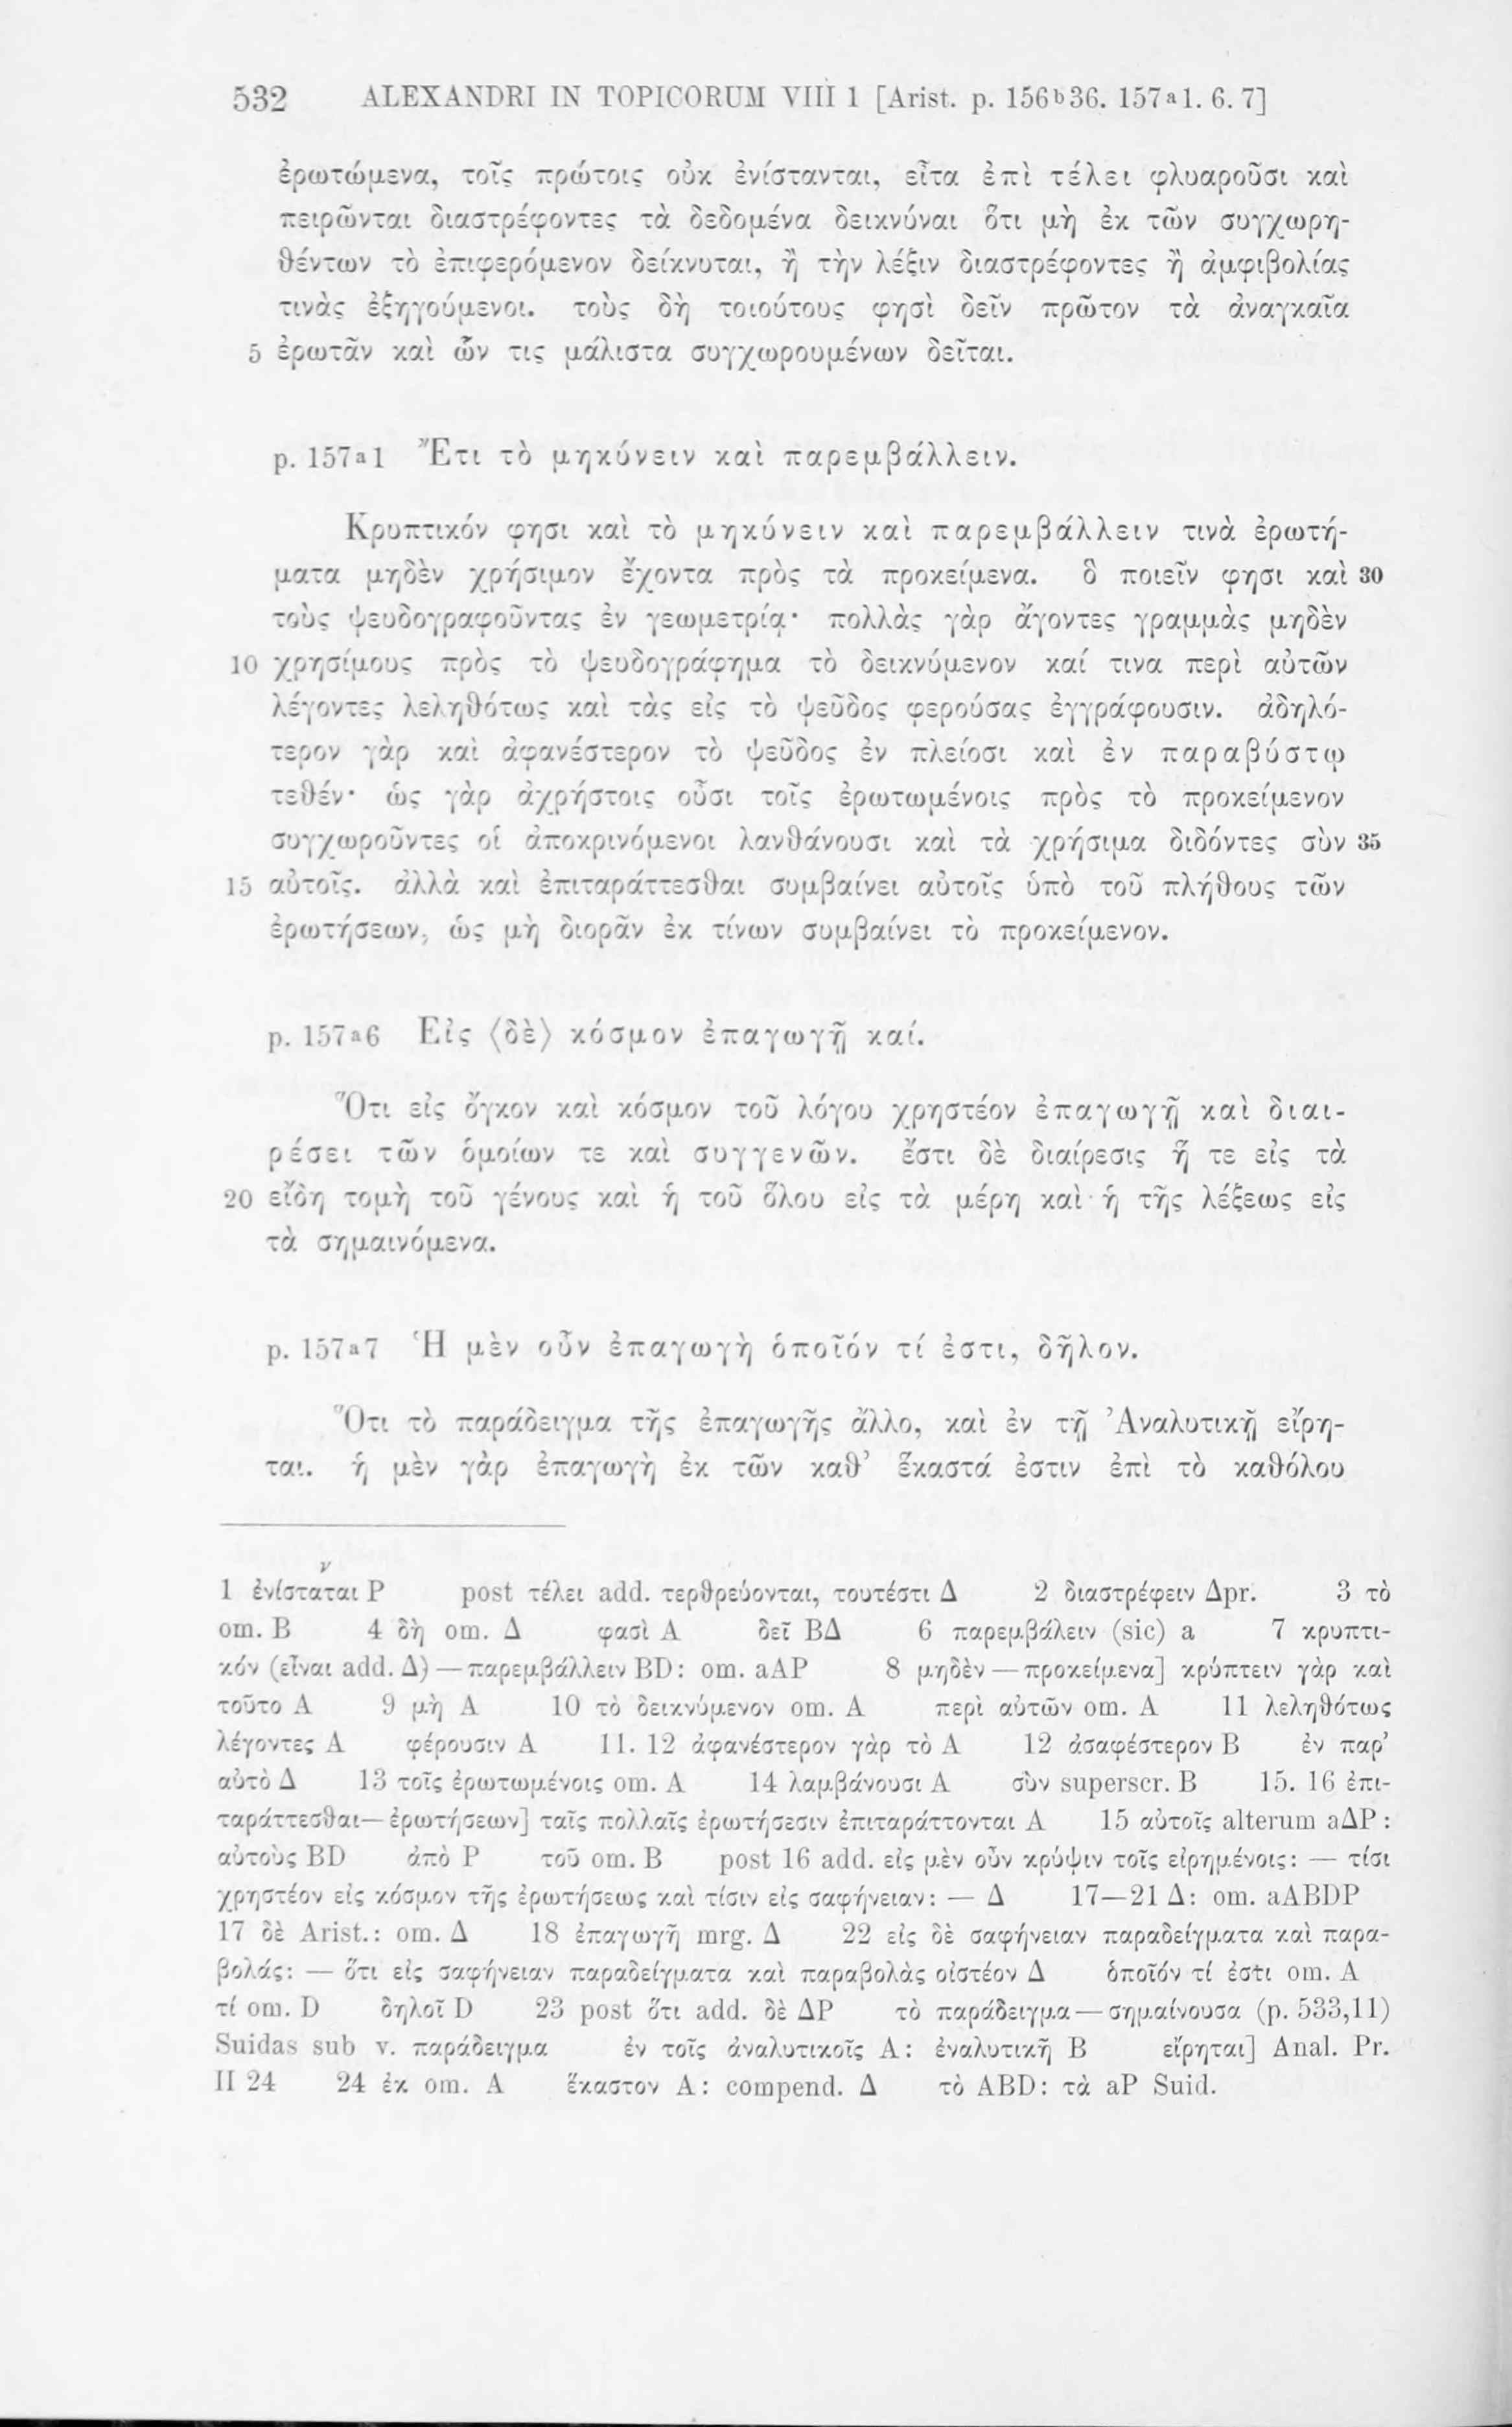 532 ALEXANDRI IN TOPICORUM VIII 1 [Arist. p. 156b36. 157a1. 6. 7]
ἐρωτώμενα, τοῖς πρώτοις οὐκ ἐνίστανται, εἶτα ἐπὶ τέλει φλυαροῦσι καὶ
πειρῶνται διαστρέφοντες τὰ δεδομένα δεικνύναι ὅτι μὴ ἐκ τῶν συγχωρη-
θέντων τὸ ἐπιφερόμενον δείκνυται, ἢ τὴν λέξιν διαστρέφοντες ἢ ἀμφιβολίας
τινὰς ἐξηγούμενοι. τοὺς δὴ τοιούτους φησὶ δεῖν πρῶτον τὰ ἀναγκαῖα
5 ἐρωτᾶν καὶ ὧν τις μάλιστα συγχωρουμένων δεῖται.
p. 157a1 Ἔτι τὸ μηκύνειν καὶ παρεμβάλλειν.
Κρυπτικόν φησι καὶ τὸ μηκύνειν καὶ παρεμβάλλειν τινὰ ἐρωτή-
ματα μηδὲν χρήσιμον ἔχοντα πρὸς τὰ προκείμενα. ὃ ποιεῖν φησι καὶ 30
τοὺς ψευδογραφοῦντας ἐν γεωμετρίᾳ· πολλὰς γὰρ ἄγοντες γραμμὰς μηδὲν
10 χρησίμους πρὸς τὸ ψευδογράφημα τὸ δεικνύμενον καί τινα περὶ αὐτῶν
λέγοντες λεληθότως καὶ τὰς εἰς τὸ ψεῦδος φερούσας ἐγγράφουσιν. ἀδηλό-
τερον γὰρ καὶ ἀφανέστερον τὸ ψεῦδος ἐν πλείοσι καὶ ἐν παραβύστῳ
τεθέν· ὡς γὰρ ἀχρήστοις οὖσι τοῖς ἐρωτωμένοις πρὸς τὸ προκείμενον
συγχωροῦντες οἱ ἀποκρινόμενοι λανθάνουσι καὶ τὰ χρήσιμα διδόντες σὺν 35
15 αὐτοῖς. ἀλλὰ καὶ ἐπιταράττεσθαι συμβαίνει αὐτοῖς ὑπὸ τοῦ πλήθους τῶν
ἐρωτήσεων, ὡς μὴ διορᾶν ἐκ τίνων συμβαίνει τὸ προκείμενον.
p. 157a6 Εἰς ⟨δὲ⟩ κόσμον ἐπαγωγῇ καί.
Ὅτι εἰς ὄγκον καὶ κόσμον τοῦ λόγου χρηστέον ἐπαγωγῇ καὶ διαι-
ρέσει τῶν ὁμοίων τε καὶ συγγενῶν. ἔστι δὲ διαίρεσις ἥ τε εἰς τὰ
20 εἴδη τομὴ τοῦ γένους καὶ ἡ τοῦ ὅλου εἰς τὰ μέρη καὶ ἡ τῆς λέξεως εἰς
τὰ σημαινόμενα.
p. 157a7 Ἡ μὲν οὖν ἐπαγωγὴ ὁποῖόν τί ἐστι, δῆλον.
Ὅτι τὸ παράδειγμα τῆς ἐπαγωγῆς ἄλλο, καὶ ἐν τῇ Ἀναλυτικῇ εἴρη-
ται. ἡ μὲν γὰρ ἐπαγωγὴ ἐκ τῶν καθ’ ἕκαστά ἐστιν ἐπὶ τὸ καθόλου
ν
1 ἐνίσταται P post τέλει add. τερθρεύονται, τουτέστι Δ 2 διαστρέφειν Δpr. 3 τὸ
om. B 4 δὴ om. Δ φασὶ A δεῖ BΔ 6 παρεμβάλειν (sic) a 7 κρυπτι-
κόν (εἶναι add. Δ) — παρεμβάλλειν BD: om. aAP 8 μηδὲν — προκείμενα] κρύπτειν γὰρ καὶ
τοῦτο A 9 μὴ A 10 τὸ δεικνύμενον om. A περὶ αὐτῶν om. A 11 λεληθότως
λέγοντες A φέρουσιν A 11. 12 ἀφανέστερον γὰρ τὸ A 12 ἀσαφέστερον B ἐν παρ’
αὐτὸ Δ 13 τοῖς ἐρωτωμένοις om. A 14 λαμβάνουσι A σὺν superscr. B 15. 16 ἐπι-
ταράττεσθαι—ἐρωτήσεων] ταῖς πολλαῖς ἐρωτήσεσιν ἐπιταράττονται A 15 αὐτοῖς alterum aΔP:
αὐτοὺς BD ἀπὸ P τοῦ om. B post 16 add. εἰς μὲν οὖν κρύψιν τοῖς εἰρημένοις: — τίσι
χρηστέον εἰς κόσμον τῆς ἐρωτήσεως καὶ τίσιν εἰς σαφήνειαν: — Δ 17—21 Δ: om. aABDP
17 δὲ Arist.: om. Δ 18 ἐπαγωγῇ mrg. Δ 22 εἰς δὲ σαφήνειαν παραδείγματα καὶ παρα-
βολάς: — ὅτι εἰς σαφήνειαν παραδείγματα καὶ παραβολὰς οἰστέον Δ ὁποῖόν τί ἐστι om. A
τί om. D δηλοῖ D 23 post ὅτι add. δὲ ΔP τὸ παράδειγμα — σημαίνουσα (p. 533,11)
Suidas sub v. παράδειγμα ἐν τοῖς ἀναλυτικοῖς A: ἐναλυτικῇ B εἴρηται] Anal. Pr.
II 24 24 ἐκ om. A ἕκαστον A: compend. Δ τὸ ABD: τὰ aP Suid.